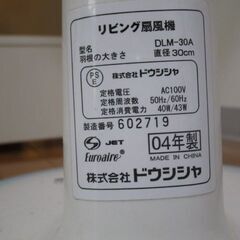 リビング扇風機
型名 DLM-30A
羽根の大きさ 直径30cm
PS E 株式会社ドウシシャ
定格電圧 AC100V
定格周波数 50Hz/60Hz
定格消費電力 40W/43W
製造番号 602719
JET
Euroaire® 04年製
MADE IN CHINA
株式会社ドウシシャ